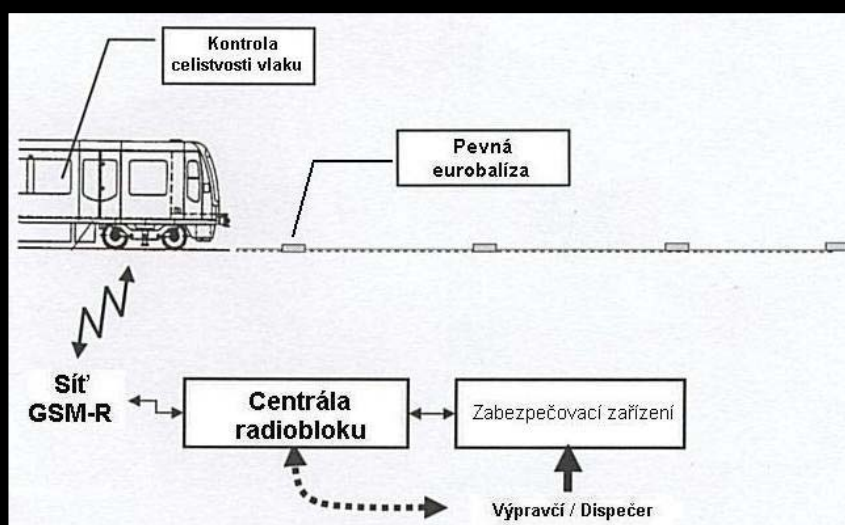 Kontrola
celistvosti vlaku
Pevná
eurobalíza
Síť
GSM-R
Centrála
radiobloku
Zabezpečovací zařízení
Výpravčí / Dispečer